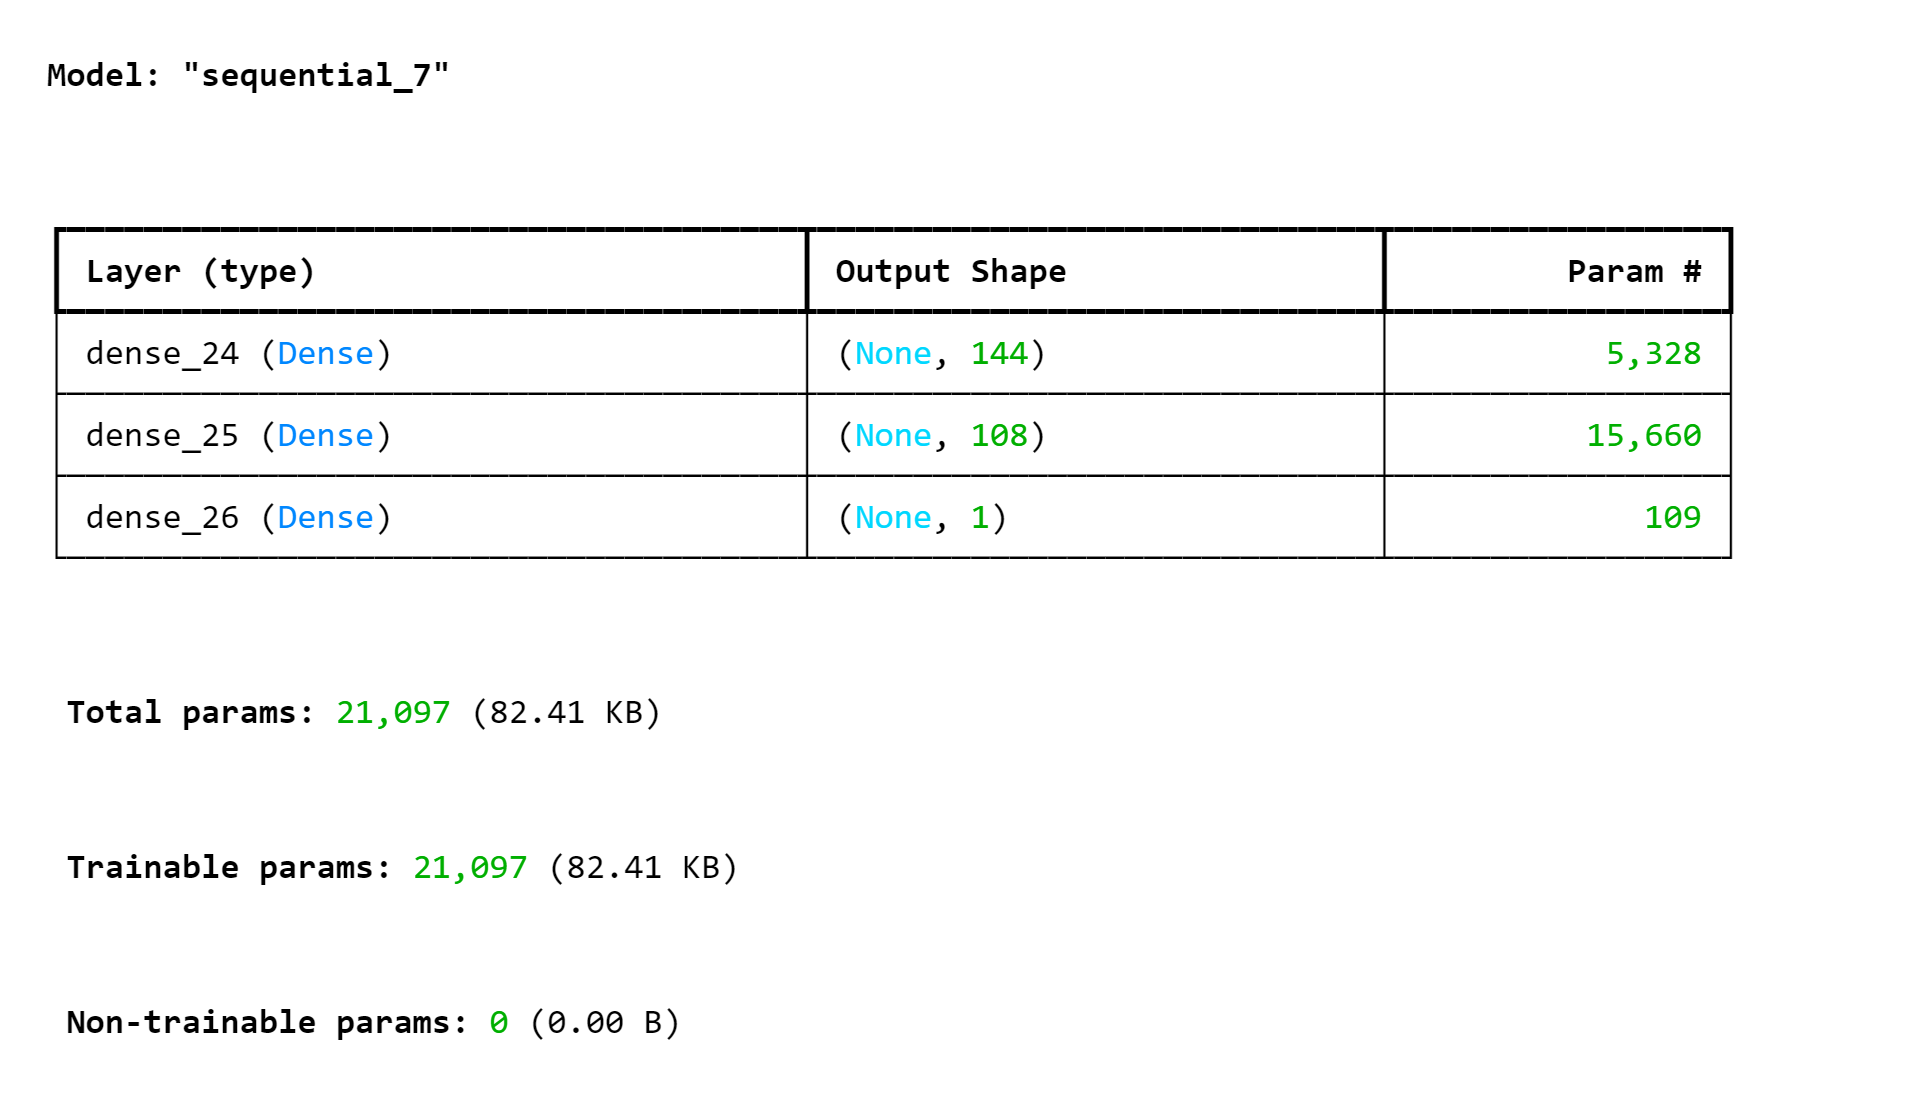 Model: "sequential_7"
Layer (type) Output Shape Param #
dense_24 (Dense) (None, 144) 5,328
dense_25 (Dense) (None, 108) 15,660
dense_26 (Dense) (None, 1) 109
Total params: 21,097 (82.41 KB)
Trainable params: 21,097 (82.41 KB)
Non-trainable params: 0 (0.00 B)